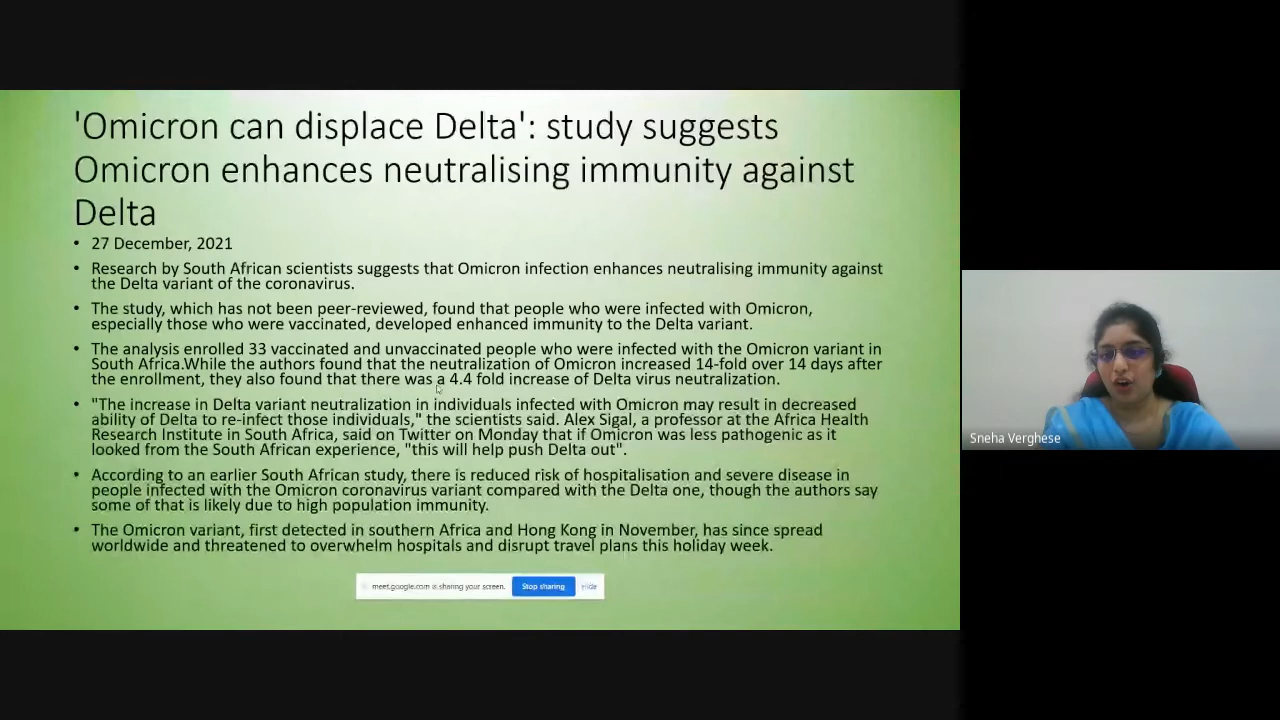 'Omicron can displace Delta': study suggests
Omicron enhances neutralising immunity against
Delta
• 27 December, 2021
• Research by South African scientists suggests that Omicron infection enhances neutralising immunity against
the Delta variant of the coronavirus.
• The study, which has not been peer-reviewed, found that people who were infected with Omicron,
especially those who were vaccinated, developed enhanced immunity to the Delta variant.
• The analysis enrolled 33 vaccinated and unvaccinated people who were infected with the Omicron variant in
South Africa.While the authors found that the neutralization of Omicron increased 14-fold over 14 days after
the enrollment, they also found that there was a 4.4 fold increase of Delta virus neutralization.
• "The increase in Delta variant neutralization in individuals infected with Omicron may result in decreased
ability of Delta to re-infect those individuals," the scientists said. Alex Sigal, a professor at the Africa Health
Research Institute in South Africa, said on Twitter on Monday that if Omicron was less pathogenic as it
looked from the South African experience, "this will help push Delta out".
• According to an earlier South African study, there is reduced risk of hospitalisation and severe disease in
people infected with the Omicron coronavirus variant compared with the Delta one, though the authors say
some of that is likely due to high population immunity.
• The Omicron variant, first detected in southern Africa and Hong Kong in November, has since spread
worldwide and threatened to overwhelm hospitals and disrupt travel plans this holiday week.
meet.google.com is sharing your screen. Stop sharing Hide
Sneha Verghese